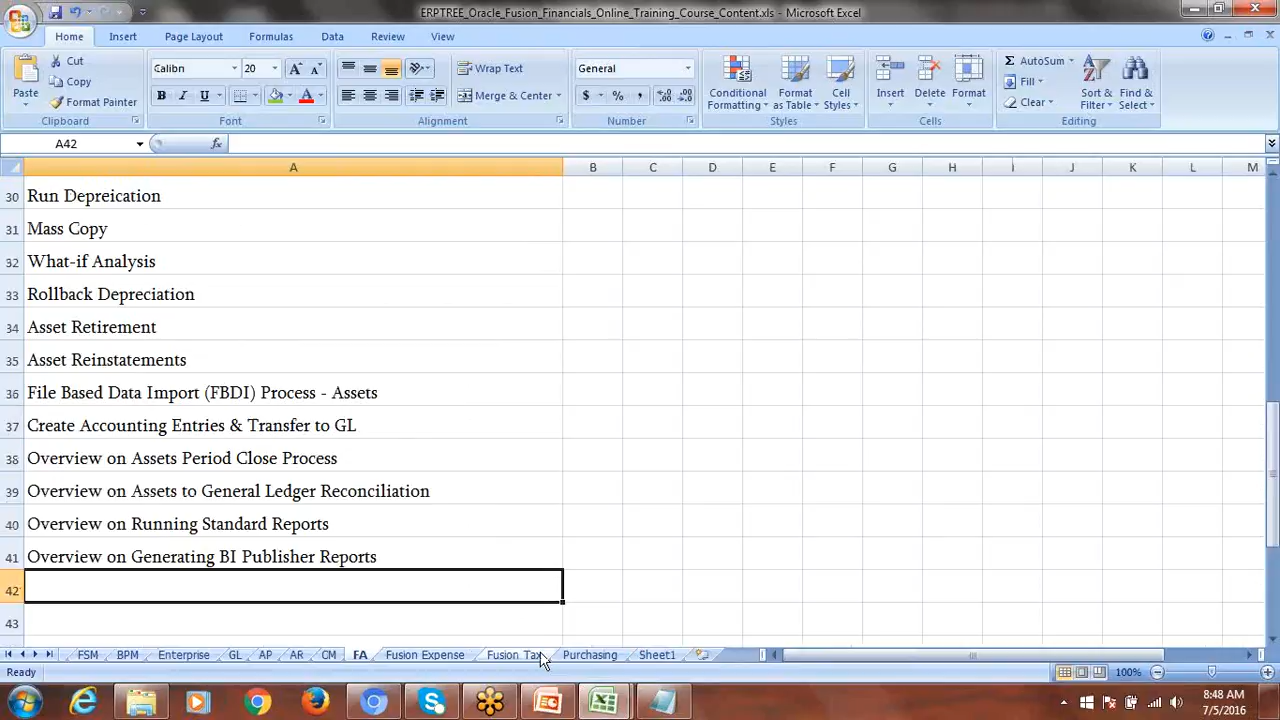 ERPTREE_Oracle_Fusion_Financials_Online_Training_Course_Content.xls - Microsoft Excel
Home Insert Page Layout Formulas Data Review View
Paste
Cut
Copy
Format Painter
Clipboard
Calibri 20
A A
B I U A
Font
Wrap Text
Merge & Center
Alignment
General
$ % ,
Number
Conditional Formatting
Format as Table
Cell Styles
Styles
Insert Delete Format
Cells
AutoSum
Fill
Clear
Sort & Filter
Find & Select
Editing
A42 fx
A B C D E F G H I J K L M
30 Run Depreication
31 Mass Copy
32 What-if Analysis
33 Rollback Depreciation
34 Asset Retirement
35 Asset Reinstatements
36 File Based Data Import (FBDI) Process - Assets
37 Create Accounting Entries & Transfer to GL
38 Overview on Assets Period Close Process
39 Overview on Assets to General Ledger Reconciliation
40 Overview on Running Standard Reports
41 Overview on Generating BI Publisher Reports
42
43
FSM BPM Enterprise GL AP AR CM FA Fusion Expense Fusion Tax Purchasing Sheet1
Ready 100%
8:48 AM
7/5/2016